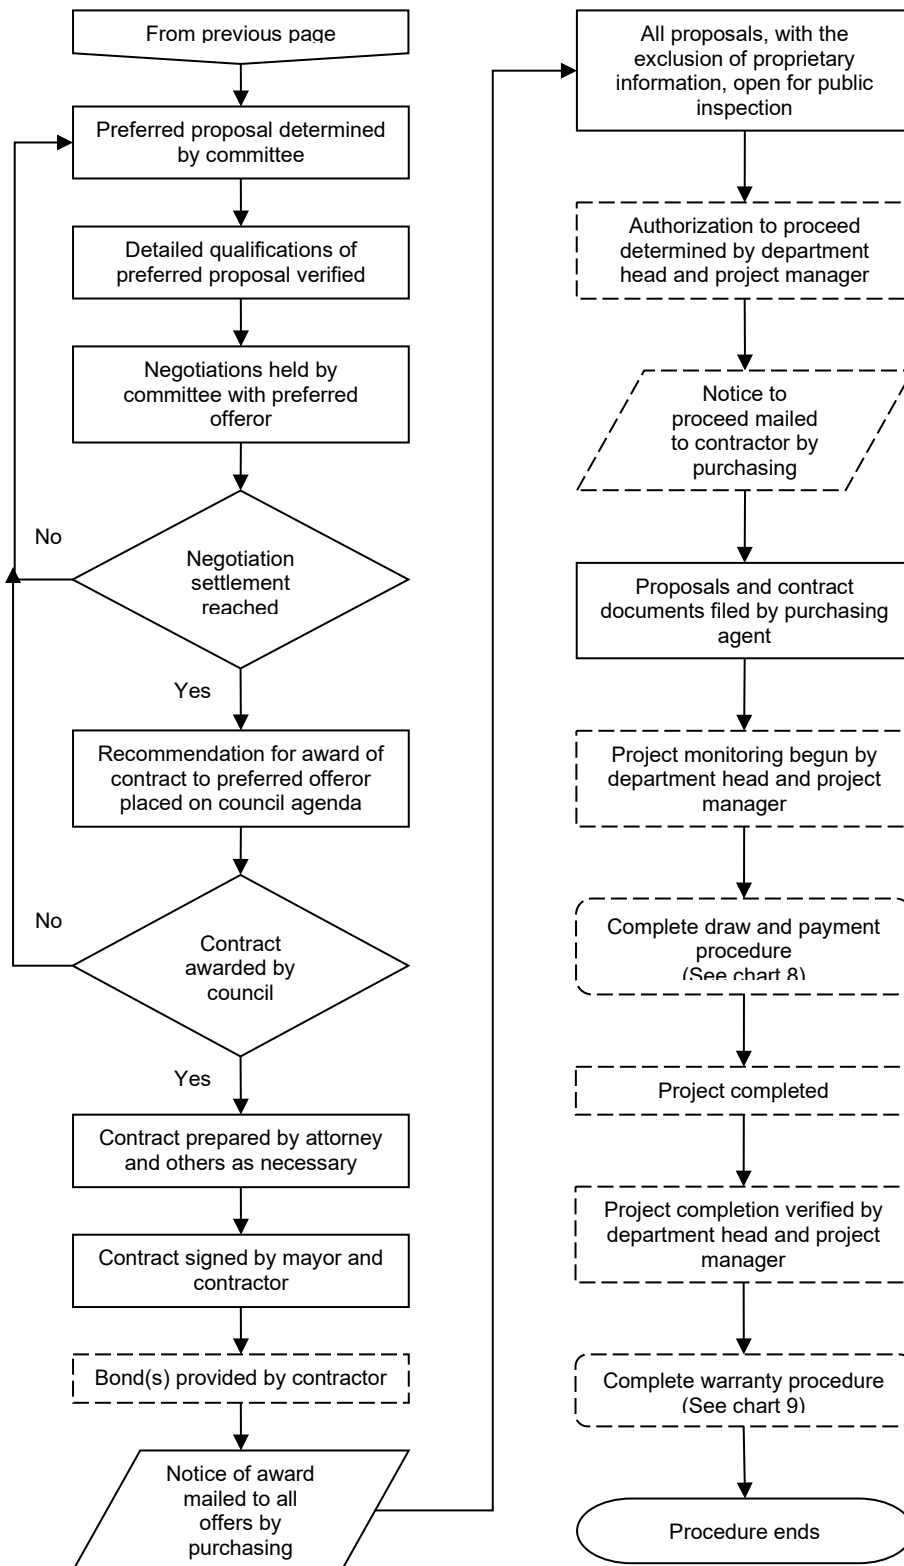 From previous page
Preferred proposal determined
by committee
Detailed qualifications of
preferred proposal verified
Negotiations held by
committee with preferred
offeror
No
Negotiation
settlement
reached
Yes
Recommendation for award of
contract to preferred offeror
placed on council agenda
No
Contract
awarded by
council
Yes
Contract prepared by attorney
and others as necessary
Contract signed by mayor and
contractor
Bond(s) provided by contractor
Notice of award
mailed to all
offers by
purchasing
All proposals, with the
exclusion of proprietary
information, open for public
inspection
Authorization to proceed
determined by department
head and project manager
Notice to
proceed mailed
to contractor by
purchasing
Proposals and contract
documents filed by purchasing
agent
Project monitoring begun by
department head and project
manager
Complete draw and payment
procedure
(See chart 8)
Project completed
Project completion verified by
department head and project
manager
Complete warranty procedure
(See chart 9)
Procedure ends